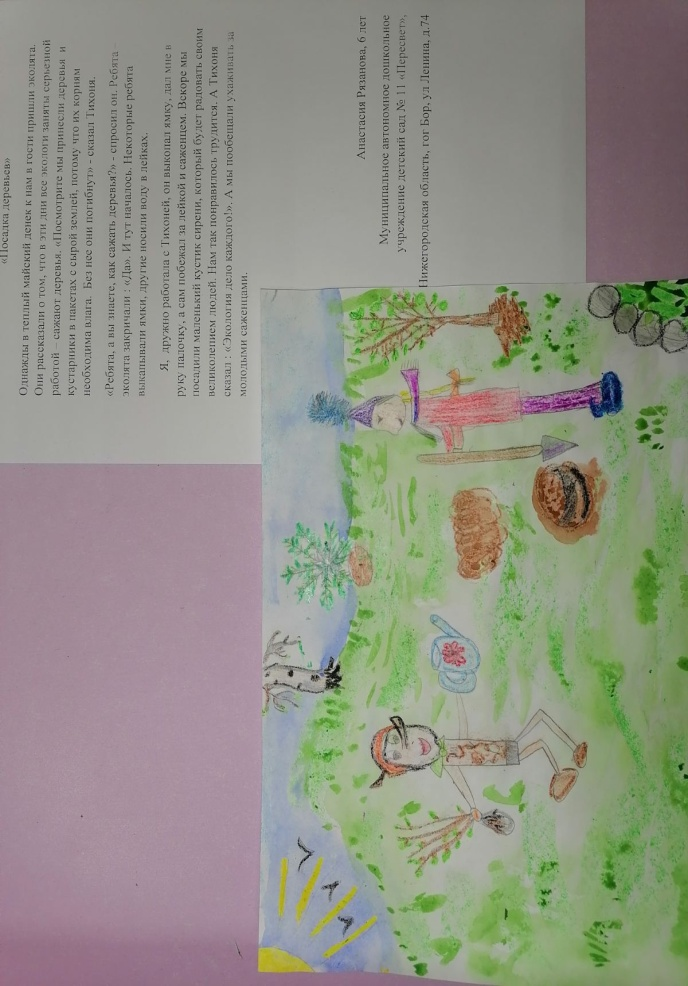 «Посадка деревьев»
Однажды в теплый майский денек к нам в гости пришли эколята.
Они рассказали о том, что в эти дни все экологи заняты серьезной
работой – сажают деревья. «Посмотрите мы принесли деревья и
кустарники в пакетах с сырой землей, потому что их корням
необходима влага. Без нее они погибнут» - сказал Тихоня.
«Ребята, а вы знаете, как сажать деревья?» - спросил он. Ребята –
эколята закричали : «Да». И тут началось. Некоторые ребята
выкапывали ямки, другие носили воду в лейках.
Я, дружно работала с Тихоней, он выкопал ямку, дал мне в
руку палочку, а сам побежал за лейкой и саженцем. Вскоре мы
посадили маленький кустик сирени, который будет радовать своим
великолепием людей. Нам так понравилось трудится. А Тихоня
сказал : «Экология дело каждого!». А мы пообещали ухаживать за
молодыми саженцами.
Анастасия Рязанова, 6 лет
Муниципальное автономное дошкольное
учреждение детский сад № 11 «Пересвет»,
Нижегородская область, гог Бор, ул Ленина, д.74